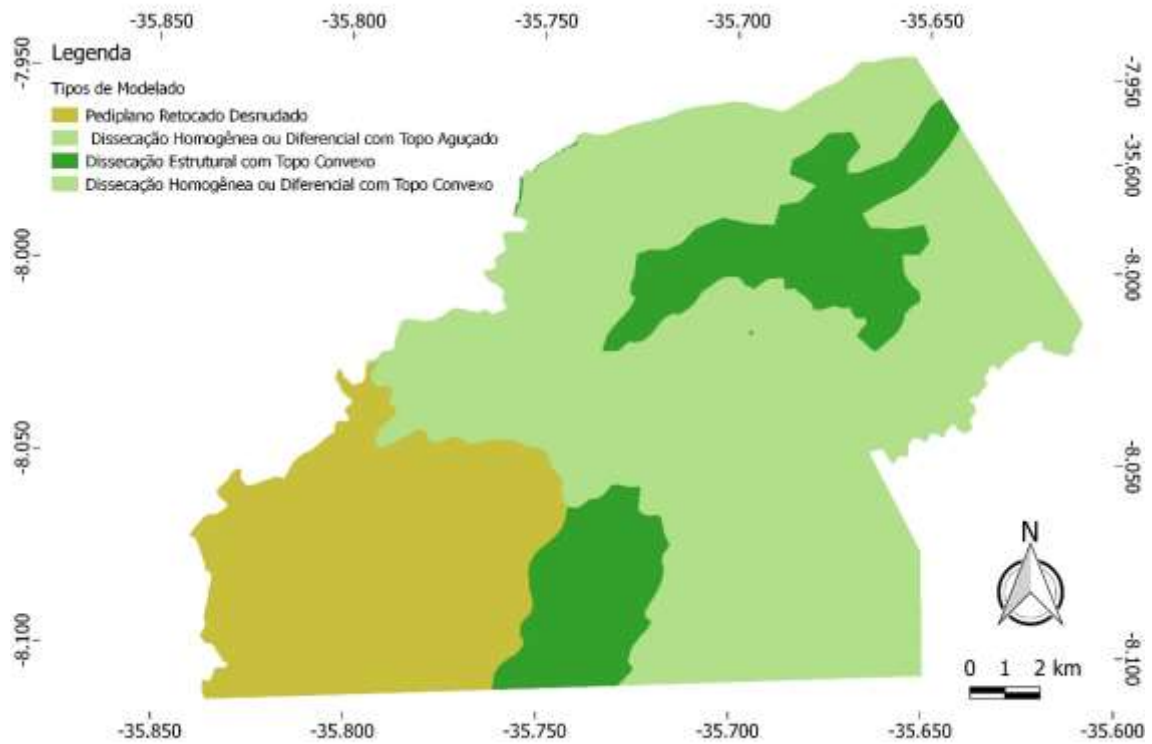 -35.850 -35.800 -35.750 -35.700 -35.650
Legenda
Tipos de Modelado
Pediplano Retocado Desnudado
Dissecação Homogênea ou Diferencial com Topo Aguçado
Dissecação Estrutural com Topo Convexo
Dissecação Homogênea ou Diferencial com Topo Convexo
-7.950
-8.000
-8.050
-8.100
-7.950
-35.600
-8.000
-8.050
-8.100
N
0 1 2 km
-35.850 -35.800 -35.750 -35.700 -35.650 -35.600